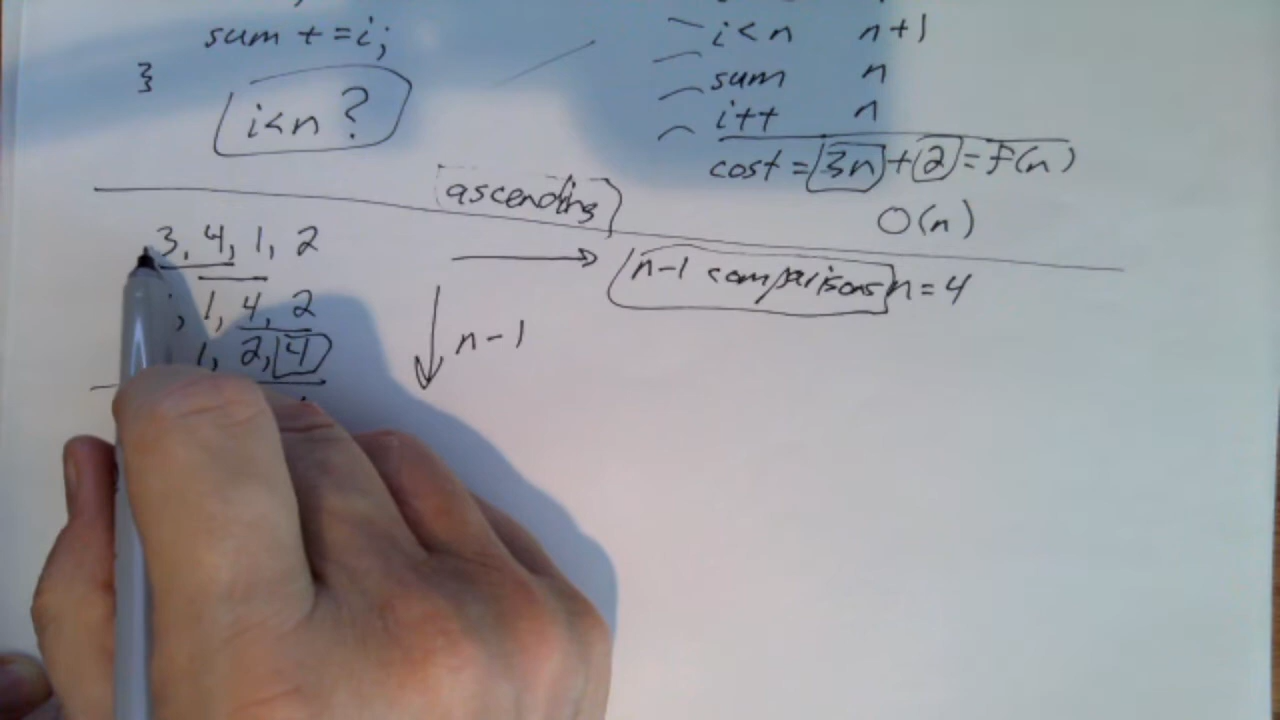 sum + = i;
}
i<n ?
i<n n+1
sum n
i++ n
cost = 3n + 2 = f(n)
O(n)
ascending
3, 4, 1, 2
; 1, 4, 2
1, 2, 4
n-1
n-1 comparisons n = 4